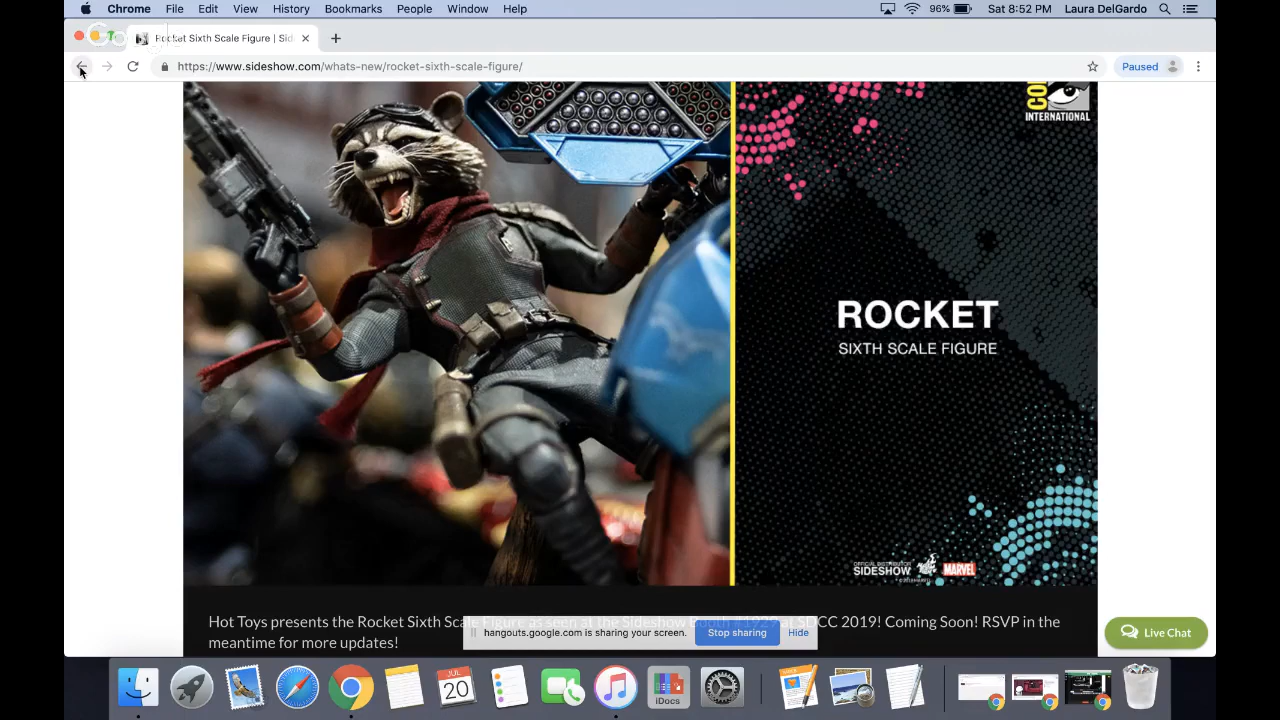 Chrome File Edit View History Bookmarks People Window Help 96% Sat 8:52 PM Laura DelGardo
Rocket Sixth Scale Figure | Sid
https://www.sideshow.com/whats-new/rocket-sixth-scale-figure/ Paused
INTERNATIONAL
ROCKET
SIXTH SCALE FIGURE
OFFICIAL DISTRIBUTOR
SIDESHOW
MARVEL
Hot Toys presents the Rocket Sixth Scale Figure as seen at the Sideshow Booth #1929 at SDCC 2019! Coming Soon! RSVP in the
meantime for more updates!
hangouts.google.com is sharing your screen. Stop sharing Hide
Live Chat
JUL
20
iDocs